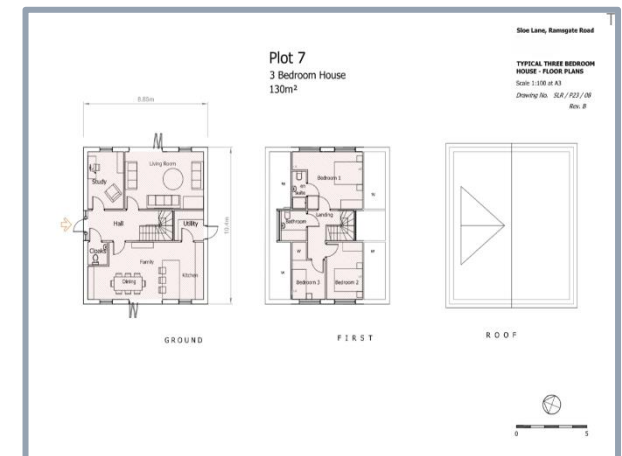 Sloe Lane, Ramsgate Road
TYPICAL THREE BEDROOM
HOUSE - FLOOR PLANS
Scale 1:100 at A3
Drawing No. SLR / P23 / 08
Rev. B
Plot 7
3 Bedroom House
130m²
Living Room
Study
Hall
Utility
Cloaks
Family
Kitchen
Dining
GROUND
Bedroom 1
en
suite
Landing
Bathroom
W
Bedroom 3
Bedroom 2
FIRST
ROOF
0 5